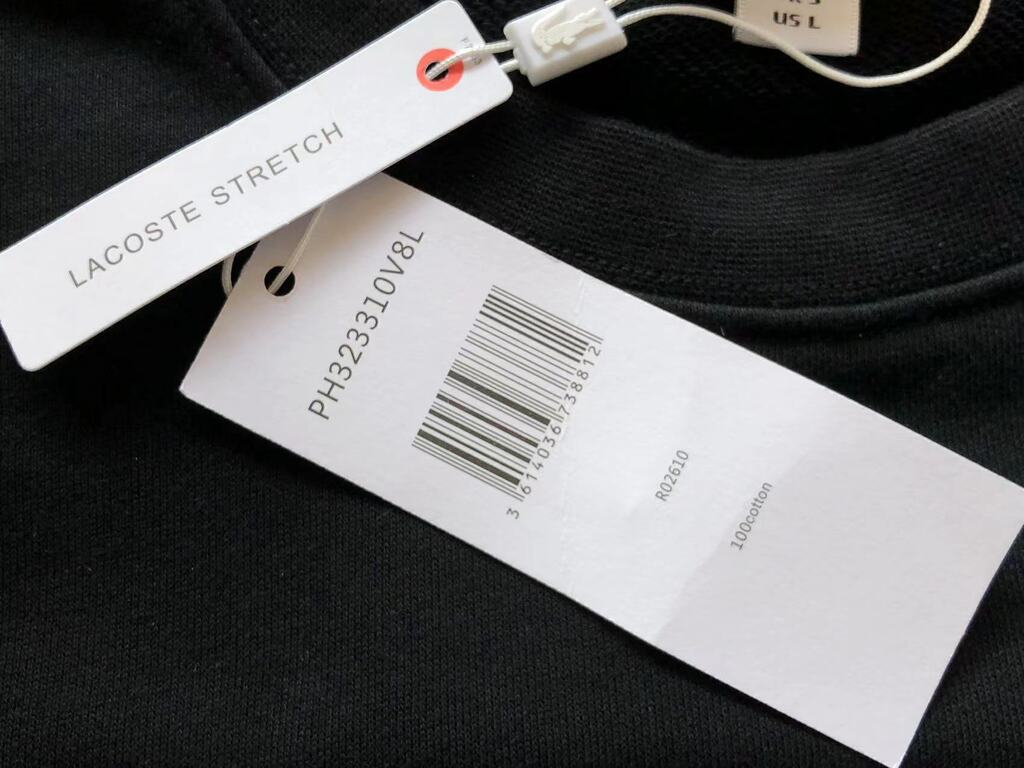 LACOSTE STRETCH
PH323310V8L
3 614036 738812
R02610
100cotton
US L